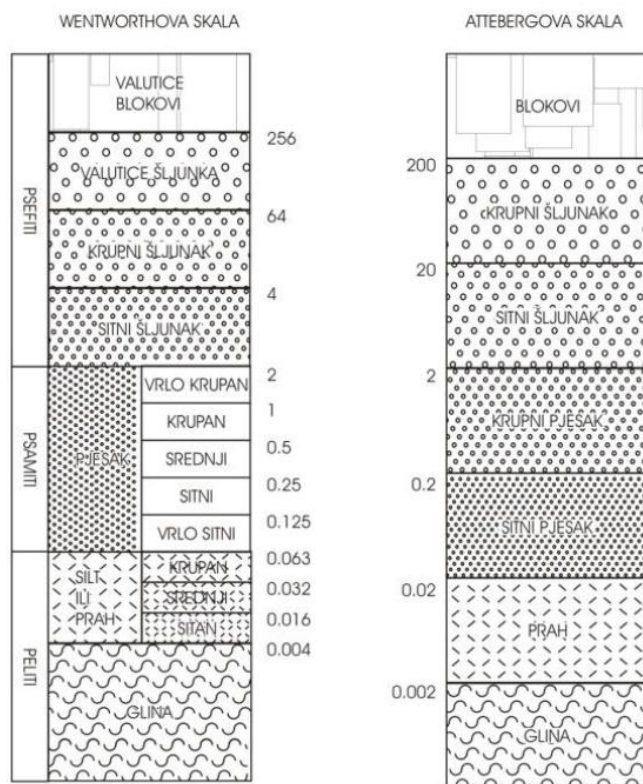 WENTWORTHOVA SKALA
PSEFITI
VALUTICE
BLOKOVI
256
VALUTICE ŠLJUNKA
64
KRUPNI ŠLJUNAK
4
SITNI ŠLJUNAK
2
PSAMITI
PJESAK
VRLO KRUPAN
1
KRUPAN
0.5
SREDNJI
0.25
SITNI
0.125
VRLO SITNI
0.063
PELITI
SILT
ILI
PRAH
KRUPAN
0.032
SREDNJI
0.016
SITAN
0.004
GLINA
ATTEBERGOVA SKALA
BLOKOVI
200
KRUPNI ŠLJUNAK
20
SITNI ŠLJUNAK
2
KRUPNI PJESAK
0.2
SITNI PJESAK
0.02
PRAH
0.002
GLINA